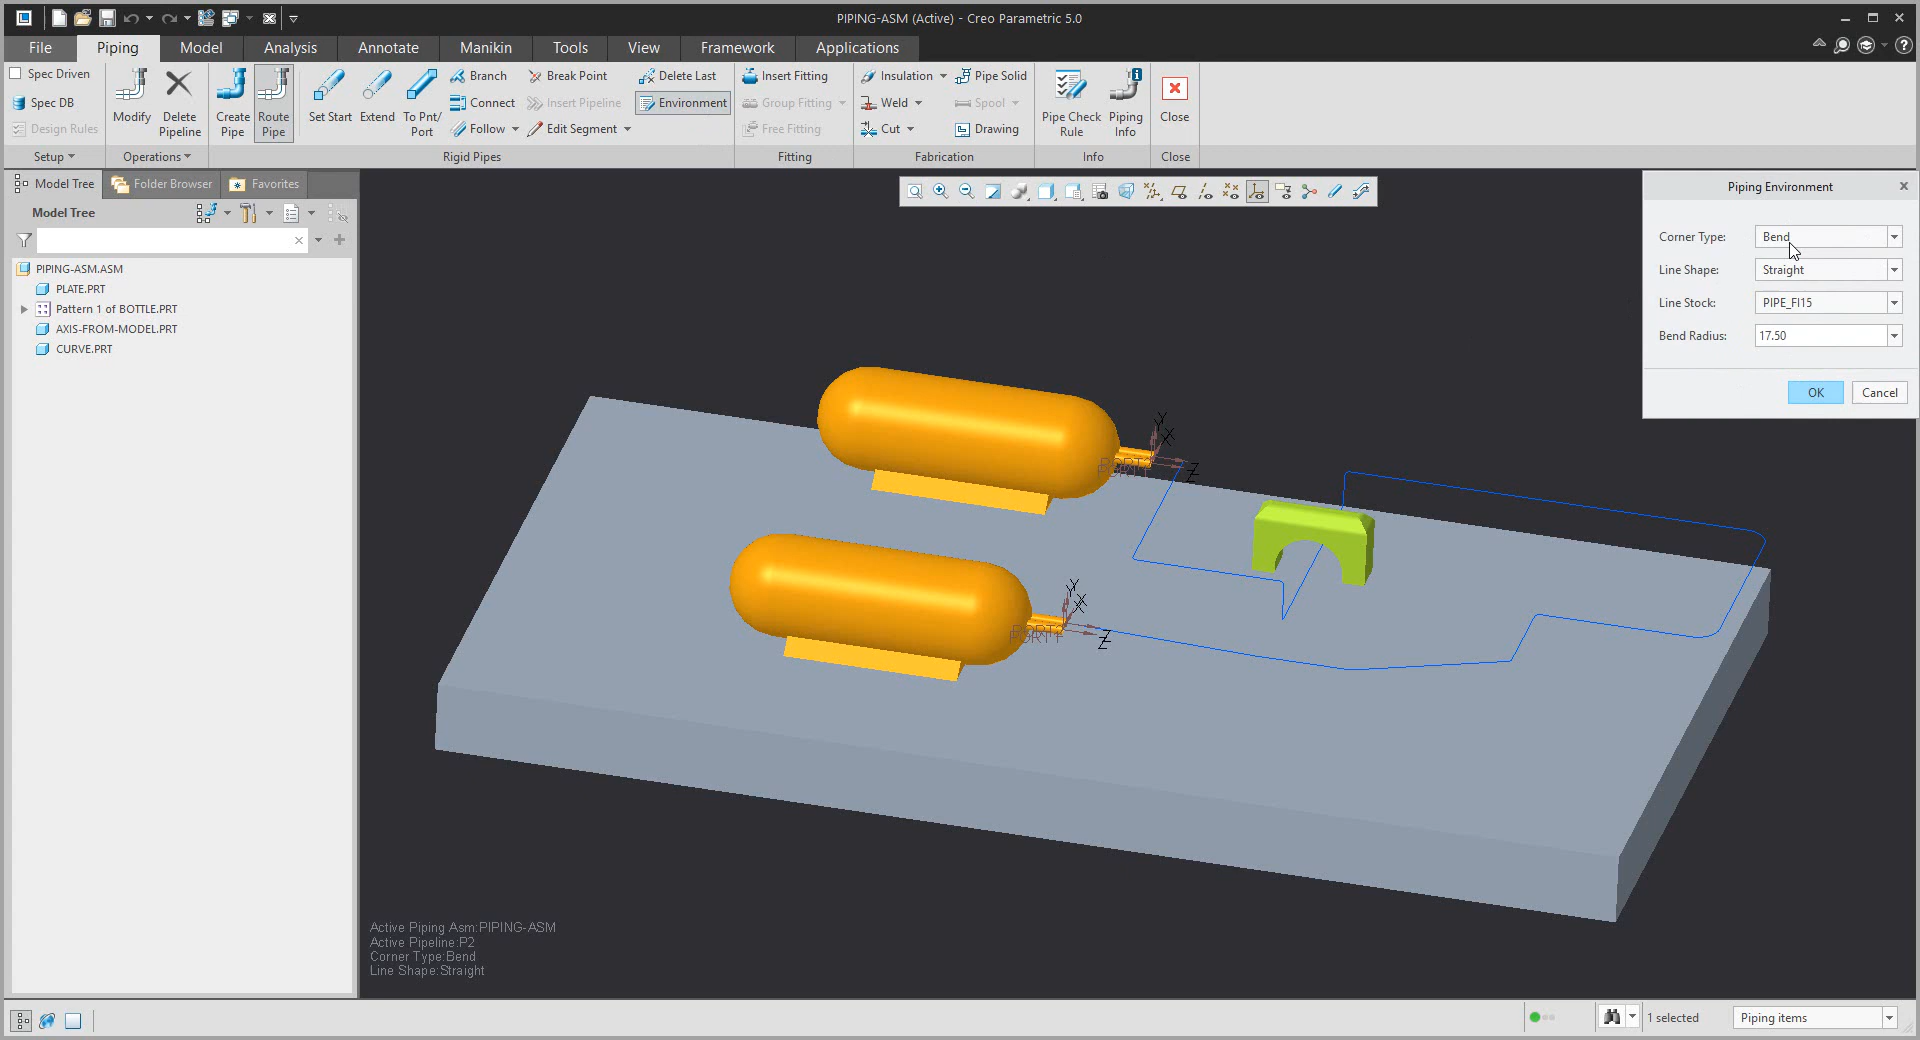 PIPING-ASM (Active) - Creo Parametric 5.0
File Piping Model Analysis Annotate Manikin Tools View Framework Applications
Spec Driven
Spec DB
Design Rules
Setup
Modify
Delete Pipeline
Operations
Create Pipe
Route Pipe
Set Start
Extend
To Pnt/ Port
Branch
Connect
Follow
Break Point
Insert Pipeline
Edit Segment
Delete Last
Environment
Rigid Pipes
Insert Fitting
Group Fitting
Free Fitting
Fitting
Insulation
Weld
Cut
Pipe Solid
Spool
Drawing
Fabrication
Pipe Check Rule
Piping Info
Info
Close
Close
Model Tree Folder Browser Favorites
Model Tree
PIPING-ASM.ASM
PLATE.PRT
Pattern 1 of BOTTLE.PRT
AXIS-FROM-MODEL.PRT
CURVE.PRT
Piping Environment
Corner Type: Bend
Line Shape: Straight
Line Stock: PIPE_FI15
Bend Radius: 17.50
OK Cancel
Y
X
Z
Y
X
Z
Active Piping Asm:PIPING-ASM
Active Pipeline:P2
Corner Type:Bend
Line Shape:Straight
1 selected
Piping items